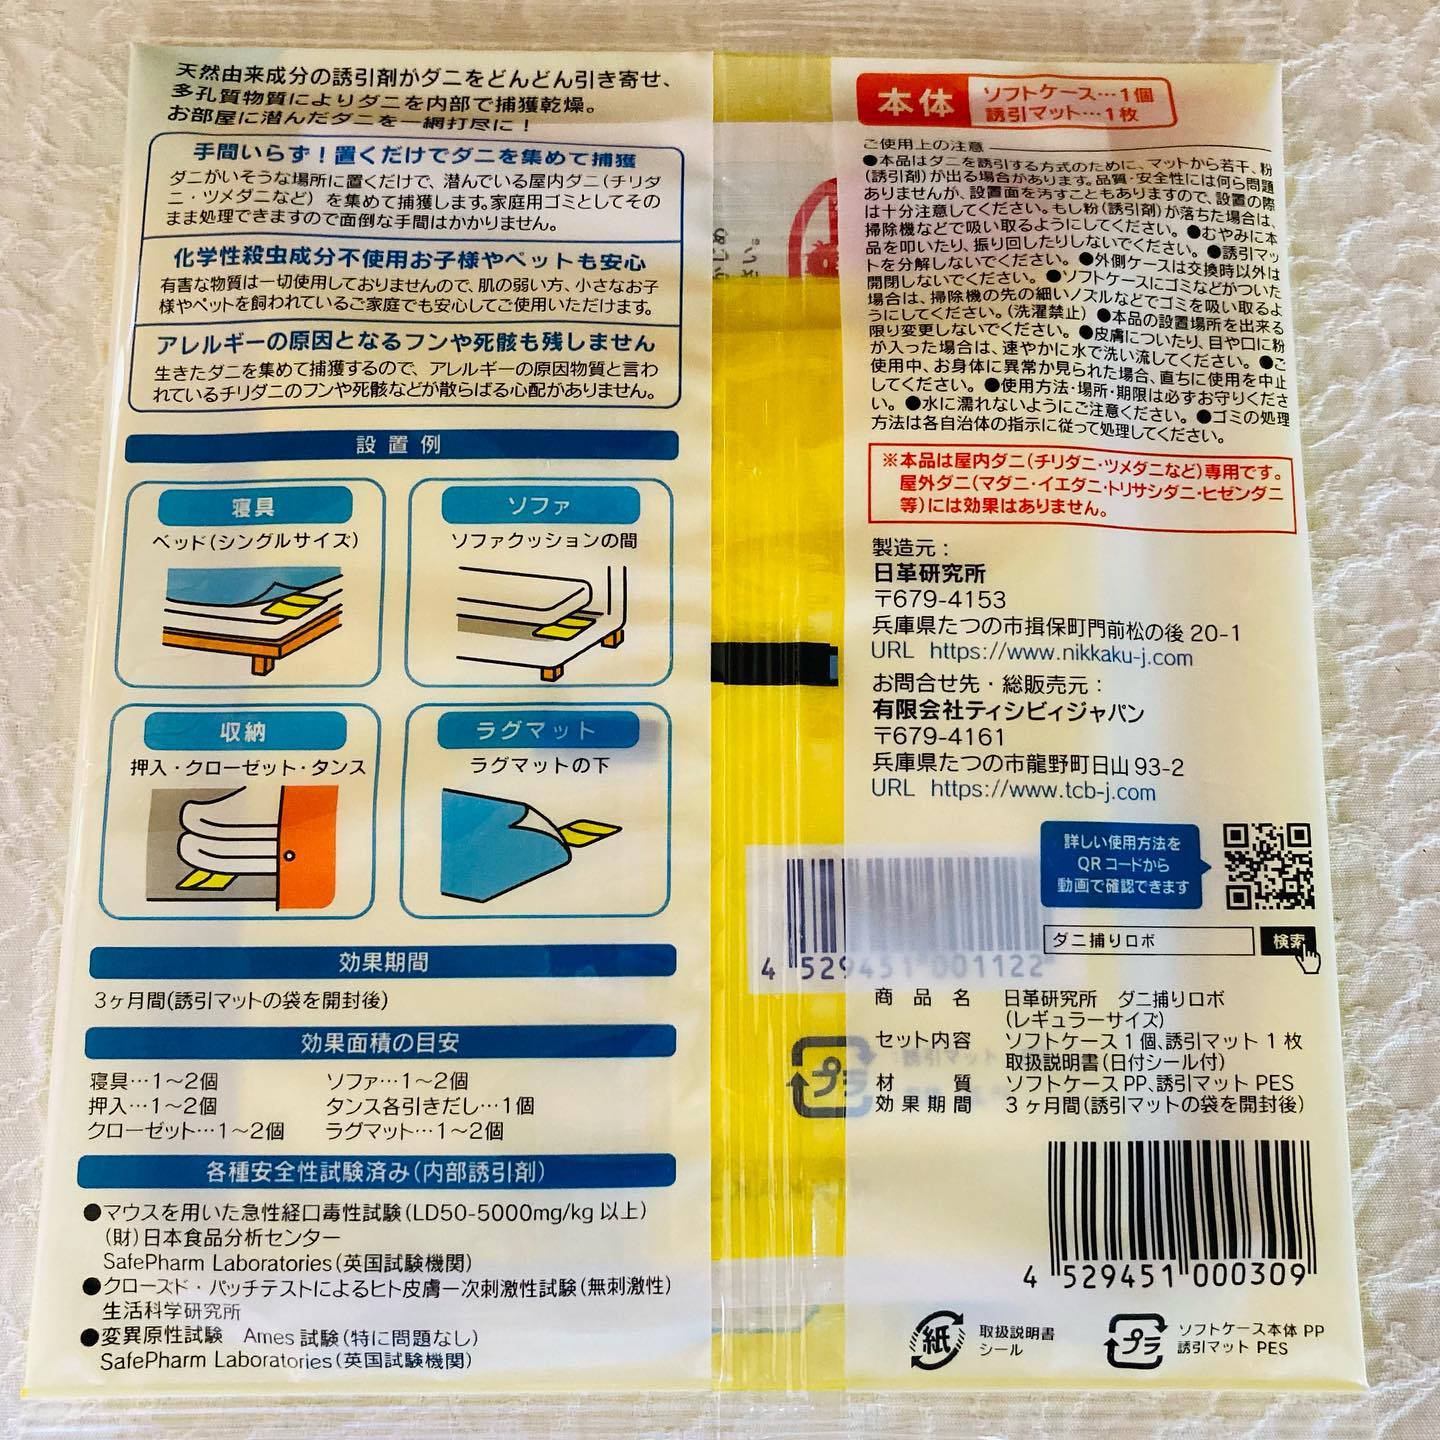 天然由来成分の誘引剤がダニをどんどん引き寄せ、
多孔質物質によりダニを内部で捕獲乾燥。
お部屋に潜んだダニを一網打尽に！
手間いらず！置くだけでダニを集めて捕獲
ダニがいそうな場所に置くだけで、潜んでいる屋内ダニ（チリダ
ニ・ツメダニなど）を集めて捕獲します。家庭用ゴミとしてその
まま処理できますので面倒な手間はかかりません。
化学性殺虫成分不使用お子様やペットも安心
有害な物質は一切使用しておりませんので、肌の弱い方、小さなお子
様やペットを飼われているご家庭でも安心してご使用いただけます。
アレルギーの原因となるフンや死骸も残しません
生きたダニを集めて捕獲するので、アレルギーの原因物質と言わ
れているチリダニのフンや死骸などが散らばる心配がありません。
設置例
寝具
ベッド（シングルサイズ）
ソファ
ソファクッションの間
収納
押入・クローゼット・タンス
ラグマット
ラグマットの下
効果期間
3ヶ月間（誘引マットの袋を開封後）
効果面積の目安
寝具…1〜2個 ソファ…1〜2個
押入…1〜2個 タンス各引きだし…1個
クローゼット…1〜2個 ラグマット…1〜2個
各種安全性試験済み（内部誘引剤）
●マウスを用いた急性経口毒性試験（LD50-5000mg/kg以上）
（財）日本食品分析センター
SafePharm Laboratories（英国試験機関）
●クローズド・パッチテストによるヒト皮膚一次刺激性試験（無刺激性）
生活科学研究所
●変異原性試験 Ames試験（特に問題なし）
SafePharm Laboratories（英国試験機関）
本体
ソフトケース…1個
誘引マット…1枚
ご使用上の注意
●本品はダニを誘引する方式のために、マットから若干、粉
（誘引剤）が出る場合があります。品質・安全性には何ら問題
ありませんが、設置面を汚すこともありますので、設置の際
は十分注意してください。もし粉（誘引剤）が落ちた場合は、
掃除機などで吸い取るようにしてください。●むやみに本
品を叩いたり、振り回したりしないでください。●誘引マッ
トを分解しないでください。●外側ケースは交換時以外は
開閉しないでください。●ソフトケースにゴミなどがついた
場合は、掃除機の先の細いノズルなどでゴミを吸い取るよ
うにしてください。（洗濯禁止）●本品の設置場所を出来る
限り変更しないでください。●皮膚についたり、目や口に粉
が入った場合は、速やかに水で洗い流してください。●ご
使用中、お身体に異常が見られた場合、直ちに使用を中止
してください。●使用方法・場所・期限は必ずお守りくださ
い。●水に濡れないようにご注意ください。●ゴミの処理
方法は各自治体の指示に従って処理してください。
※本品は屋内ダニ（チリダニ・ツメダニなど）専用です。
屋外ダニ（マダニ・イエダニ・トリサシダニ・ヒゼンダニ
等）には効果はありません。
製造元：
日革研究所
〒679-4153
兵庫県たつの市揖保町門前松の後20-1
URL https://www.nikkaku-j.com
お問合せ先・総販売元：
有限会社ティシビィジャパン
〒679-4161
兵庫県たつの市龍野町日山93-2
URL https://www.tcb-j.com
詳しい使用方法を
QRコードから
動画で確認できます
ダニ捕りロボ 検索
4 529451 001122
商品名 日革研究所 ダニ捕りロボ
（レギュラーサイズ）
セット内容 ソフトケース1個、誘引マット1枚
取扱説明書（日付シール付）
材質 ソフトケースPP、誘引マットPES
効果期間 3ヶ月間（誘引マットの袋を開封後）
プラ
4 529451 000309
紙 取扱説明書
シール
プラ ソフトケース本体 PP
誘引マット PES